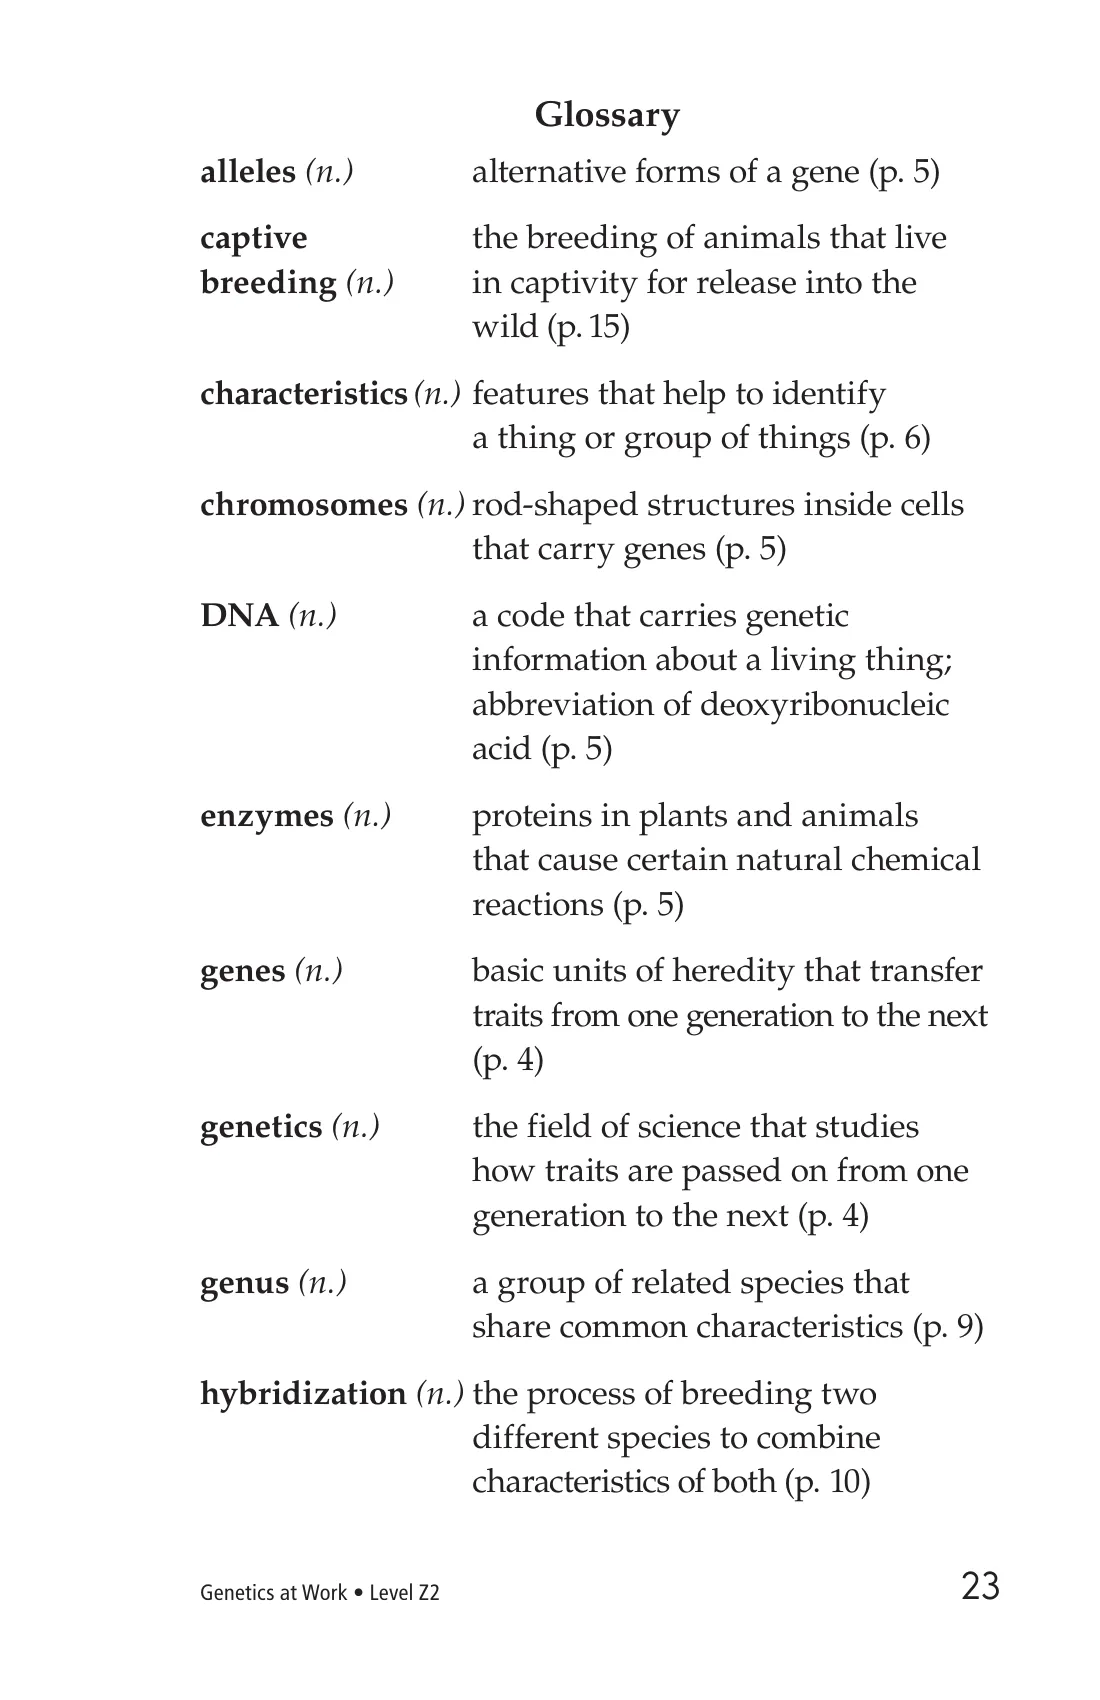 Glossary
alleles (n.) alternative forms of a gene (p. 5)
captive the breeding of animals that live
breeding (n.) in captivity for release into the
wild (p. 15)
characteristics (n.) features that help to identify
a thing or group of things (p. 6)
chromosomes (n.) rod-shaped structures inside cells
that carry genes (p. 5)
DNA (n.) a code that carries genetic
information about a living thing;
abbreviation of deoxyribonucleic
acid (p. 5)
enzymes (n.) proteins in plants and animals
that cause certain natural chemical
reactions (p. 5)
genes (n.) basic units of heredity that transfer
traits from one generation to the next
(p. 4)
genetics (n.) the field of science that studies
how traits are passed on from one
generation to the next (p. 4)
genus (n.) a group of related species that
share common characteristics (p. 9)
hybridization (n.) the process of breeding two
different species to combine
characteristics of both (p. 10)
Genetics at Work • Level Z2 23